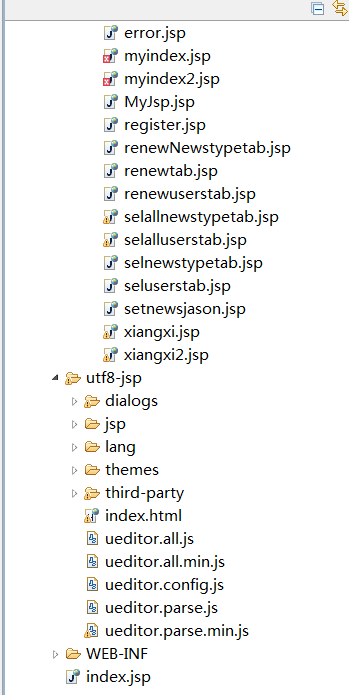 error.jsp
myindex.jsp
myindex2.jsp
MyJsp.jsp
register.jsp
renewNewstypetab.jsp
renewtab.jsp
renewuserstab.jsp
selallnewstypetab.jsp
selalluserstab.jsp
selnewstypetab.jsp
seluserstab.jsp
setnewsjason.jsp
xiangxi.jsp
xiangxi2.jsp
utf8-jsp
dialogs
jsp
lang
themes
third-party
index.html
ueditor.all.js
ueditor.all.min.js
ueditor.config.js
ueditor.parse.js
ueditor.parse.min.js
WEB-INF
index.jsp